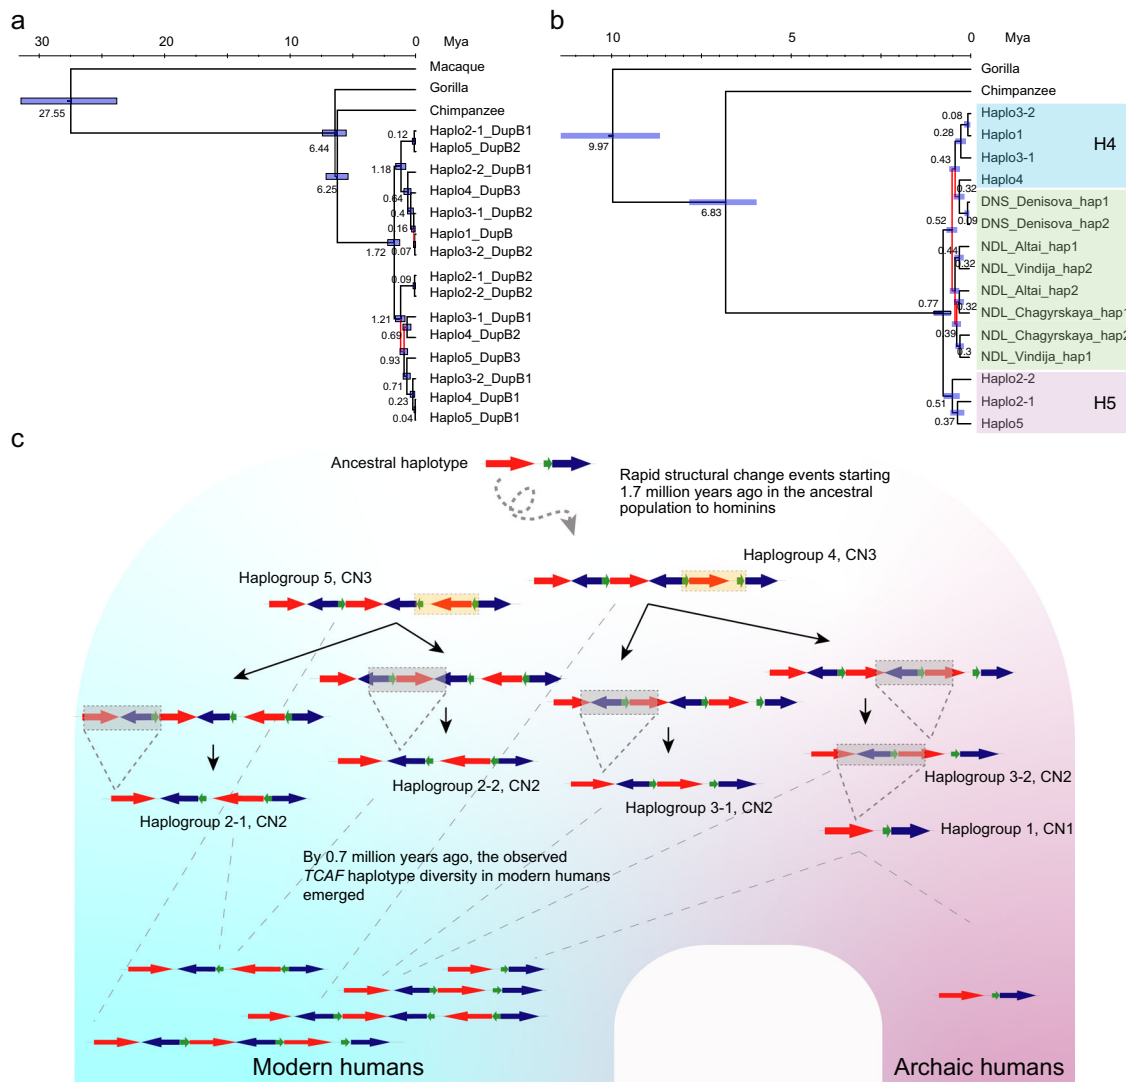 a
30
20
10
0
Mya
Macaque
Gorilla
Chimpanzee
Haplo2-1_DupB1
Haplo5_DupB2
Haplo2-2_DupB1
Haplo4_DupB3
Haplo3-1_DupB2
Haplo1_DupB
Haplo3-2_DupB2
Haplo2-1_DupB2
Haplo2-2_DupB2
Haplo3-1_DupB1
Haplo4_DupB2
Haplo5_DupB3
Haplo3-2_DupB1
Haplo4_DupB1
Haplo5_DupB1
27.55
6.44
6.25
0.12
1.18
0.64
0.4
0.16
0.07
1.72
0.09
1.21
0.69
0.93
0.71
0.23
0.04
b
10
5
0
Mya
Gorilla
Chimpanzee
Haplo3-2
Haplo1
Haplo3-1
Haplo4
H4
DNS_Denisova_hap1
DNS_Denisova_hap2
NDL_Altai_hap1
NDL_Vindija_hap2
NDL_Altai_hap2
NDL_Chagyrskaya_hap1
NDL_Chagyrskaya_hap2
NDL_Vindija_hap1
Haplo2-2
Haplo2-1
Haplo5
H5
9.97
6.83
0.08
0.28
0.43
0.32
0.09
0.52
0.44
0.32
0.32
0.77
0.39
0.3
0.51
0.37
c
Ancestral haplotype
Rapid structural change events starting
1.7 million years ago in the ancestral
population to hominins
Haplogroup 5, CN3
Haplogroup 4, CN3
Haplogroup 2-2, CN2
Haplogroup 3-2, CN2
Haplogroup 2-1, CN2
Haplogroup 3-1, CN2
Haplogroup 1, CN1
By 0.7 million years ago, the observed
TCAF haplotype diversity in modern humans
emerged
Modern humans
Archaic humans